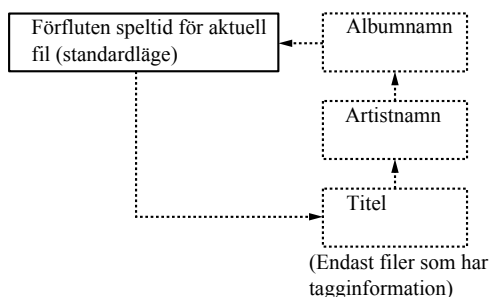 Förfluten speltid för aktuell
fil (standardläge)
Albumnamn
Artistnamn
Titel
(Endast filer som har
tagginformation)